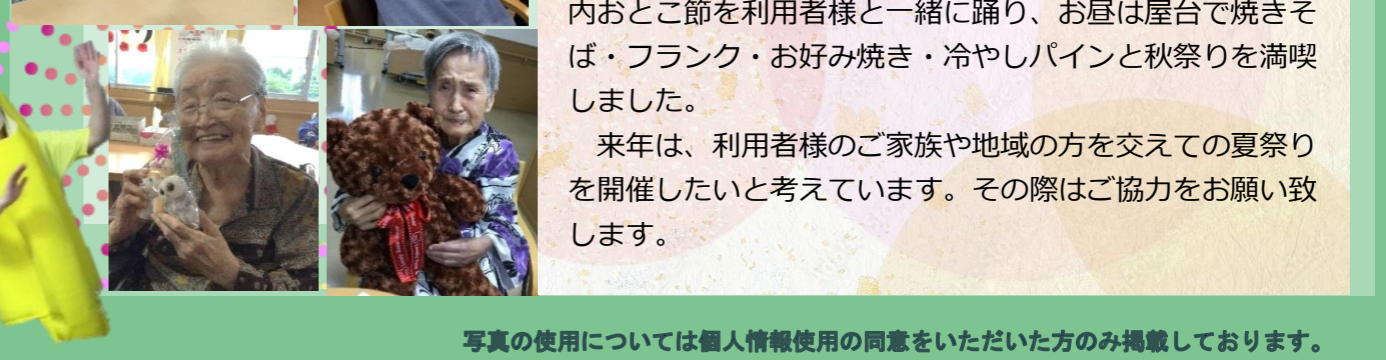 内おとこ節を利用者様と一緒に踊り、お昼は屋台で焼きそ
ば・フランク・お好み焼き・冷やしパインと秋祭りを満喫
しました。
　来年は、利用者様のご家族や地域の方を交えての夏祭り
を開催したいと考えています。その際はご協力をお願い致
します。
写真の使用については個人情報使用の同意をいただいた方のみ掲載しております。